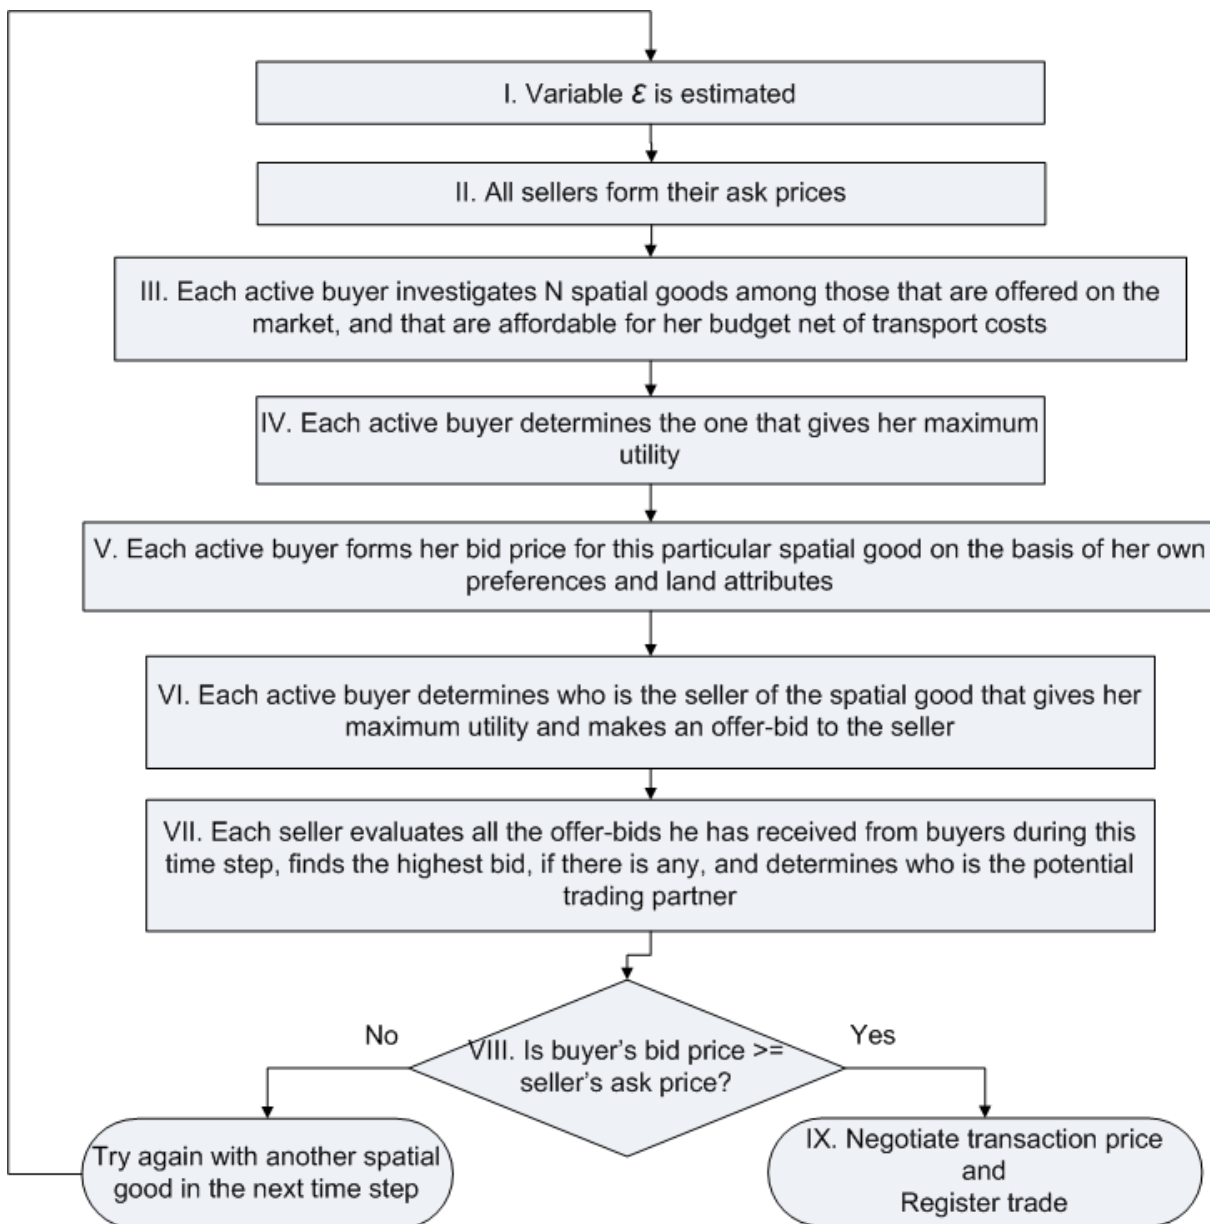 I. Variable ε is estimated
II. All sellers form their ask prices
III. Each active buyer investigates N spatial goods among those that are offered on the
market, and that are affordable for her budget net of transport costs
IV. Each active buyer determines the one that gives her maximum
utility
V. Each active buyer forms her bid price for this particular spatial good on the basis of her own
preferences and land attributes
VI. Each active buyer determines who is the seller of the spatial good that gives her
maximum utility and makes an offer-bid to the seller
VII. Each seller evaluates all the offer-bids he has received from buyers during this
time step, finds the highest bid, if there is any, and determines who is the potential
trading partner
No
Yes
VIII. Is buyer's bid price >=
seller's ask price?
Try again with another spatial
good in the next time step
IX. Negotiate transaction price
and
Register trade